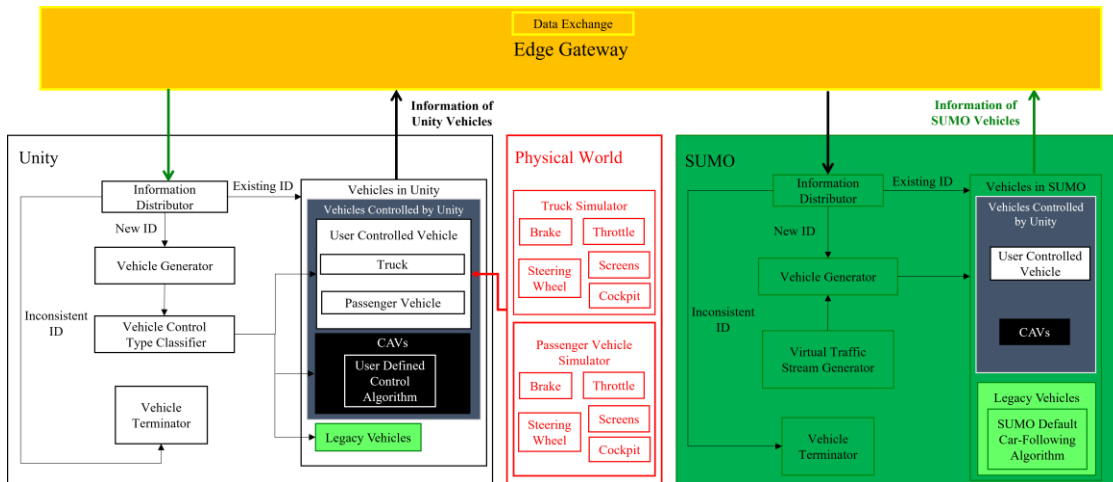 Data Exchange
Edge Gateway
Information of
Unity Vehicles
Information of
SUMO Vehicles
Unity
Information
Distributor
Existing ID
New ID
Vehicle Generator
Inconsistent
ID
Vehicle Control
Type Classifier
Vehicle
Terminator
Vehicles in Unity
Vehicles Controlled by Unity
User Controlled Vehicle
Truck
Passenger Vehicle
CAVs
User Defined
Control
Algorithm
Legacy Vehicles
Physical World
Truck Simulator
Brake
Throttle
Steering
Wheel
Screens
Cockpit
Passenger Vehicle
Simulator
Brake
Throttle
Steering
Wheel
Screens
Cockpit
SUMO
Information
Distributor
Existing ID
New ID
Vehicle Generator
Inconsistent
ID
Virtual Traffic
Stream Generator
Vehicle
Terminator
Vehicles in SUMO
Vehicles Controlled
by Unity
User Controlled
Vehicle
CAVs
Legacy Vehicles
SUMO Default
Car-Following
Algorithm